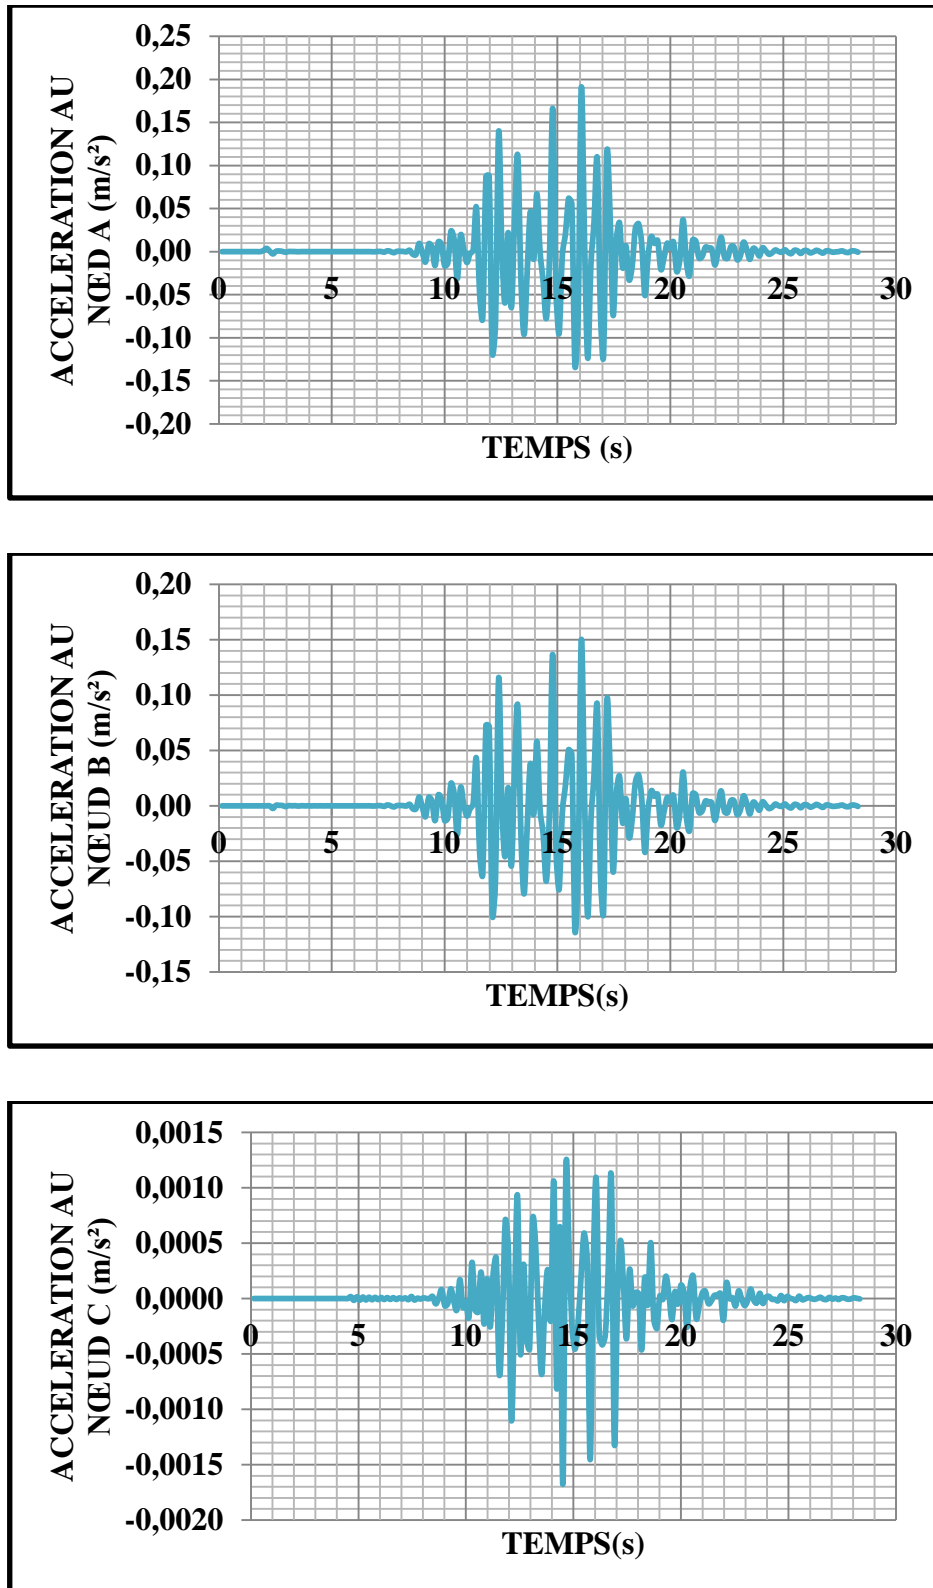 ACCELERATION AU
NŒD A (m/s²)
0,25
0,20
0,15
0,10
0,05
0,00
-0,05
-0,10
-0,15
-0,20
0 5 10 15 20 25 30
TEMPS (s)
ACCELERATION AU
NŒUD B (m/s²)
0,20
0,15
0,10
0,05
0,00
-0,05
-0,10
-0,15
0 5 10 15 20 25 30
TEMPS(s)
ACCELERATION AU
NŒUD C (m/s²)
0,0015
0,0010
0,0005
0,0000
-0,0005
-0,0010
-0,0015
-0,0020
0 5 10 15 20 25 30
TEMPS(s)